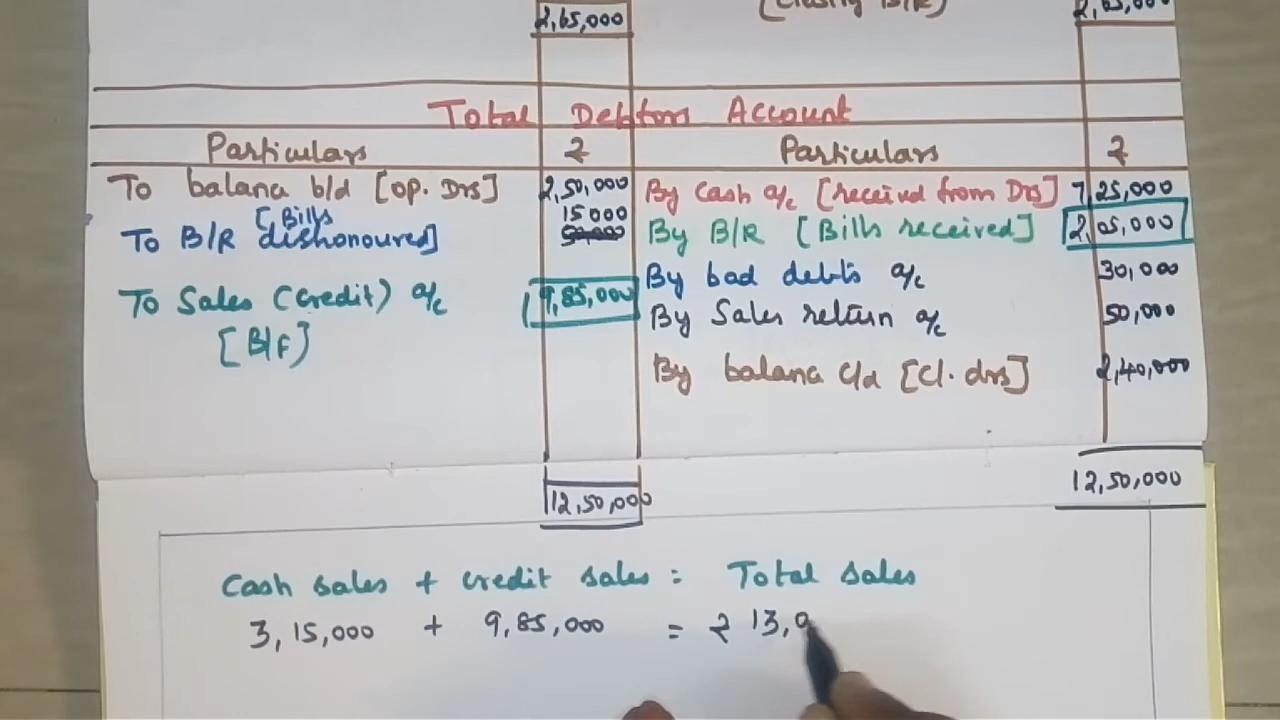 2,65,000 2,65,000
Total Debtors Account
Particulars ₹ Particulars ₹
To balance b/d [op. Drs] 2,50,000 By Cash a/c [received from Drs] 7,25,000
[Bills 15000
To B/R dishonoured] By B/R [Bills received] 2,05,000
By bad debts a/c 30,000
To Sales (credit) a/c 9,85,000 By Sales return a/c 50,000
[B/F]
By balance c/d [Cl. drs] 2,40,000
12,50,000 12,50,000
Cash sales + credit sales = Total sales
3,15,000 + 9,85,000 = ₹ 13,0